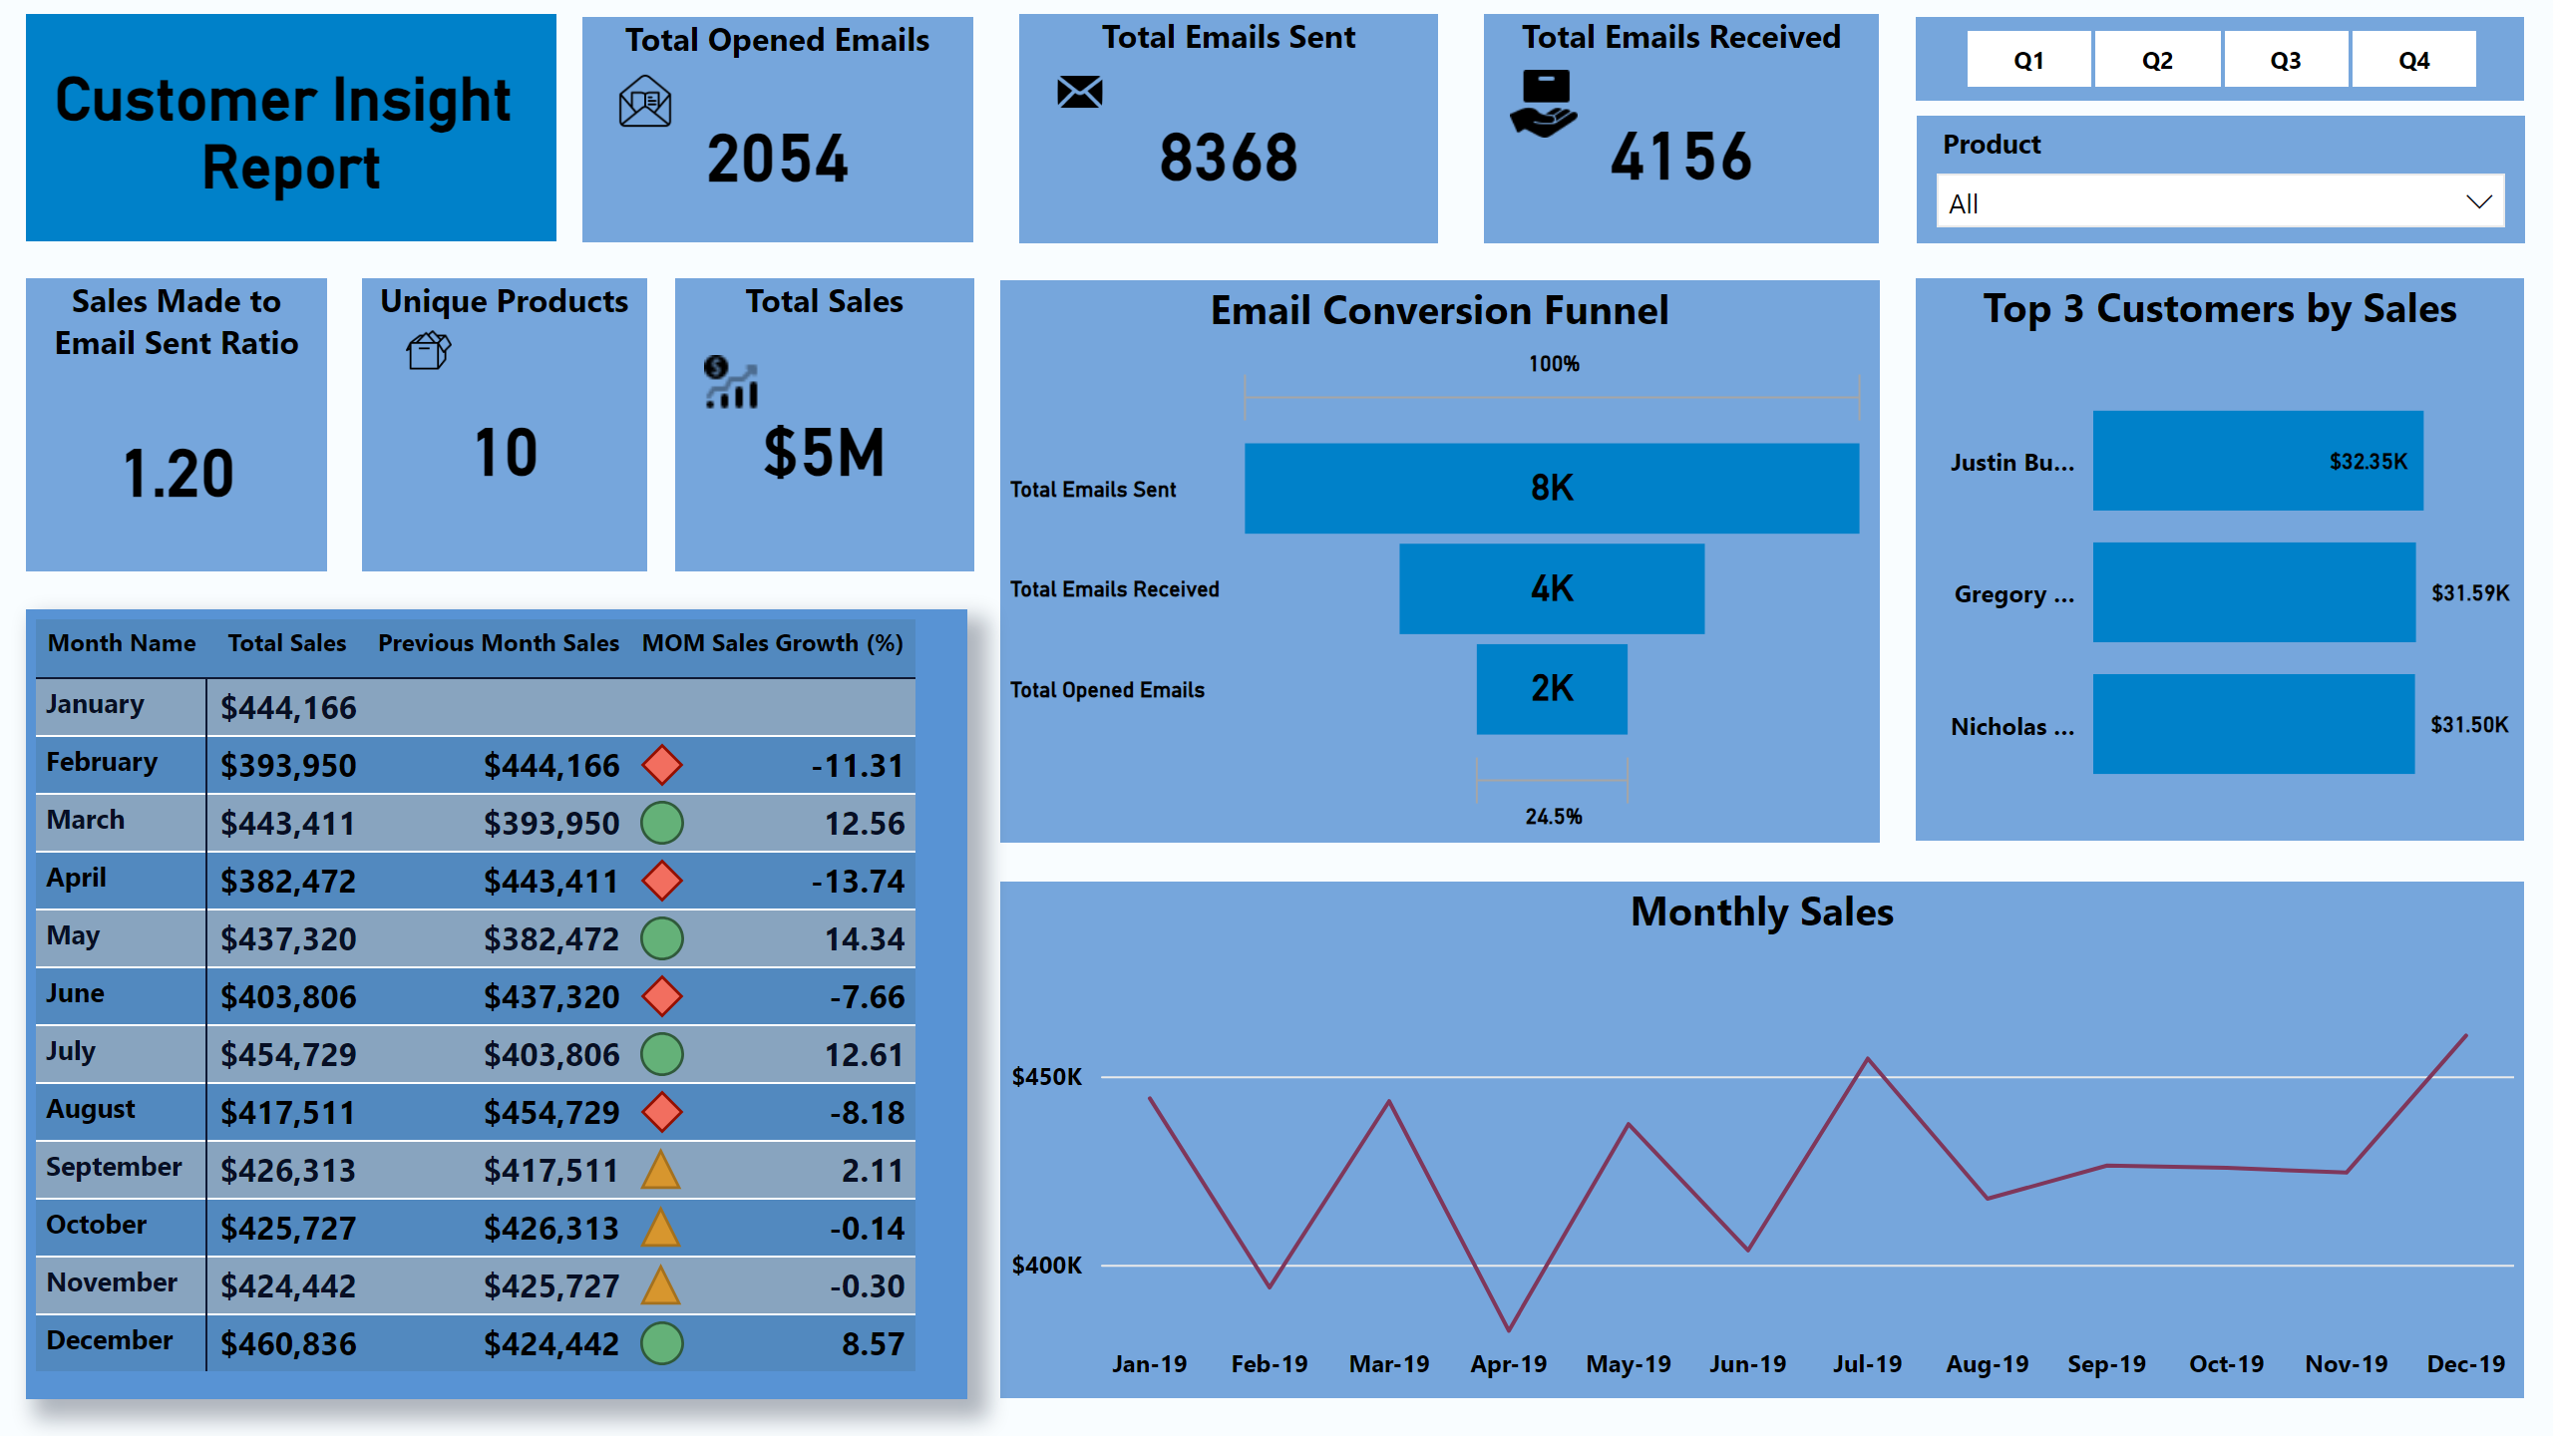 Customer Insight
Report
Total Opened Emails
2054
Total Emails Sent
8368
Total Emails Received
4156
Q1 Q2 Q3 Q4
Product
All
Sales Made to
Email Sent Ratio
1.20
Unique Products
10
Total Sales
$5M
Email Conversion Funnel
100%
Total Emails Sent 8K
Total Emails Received 4K
Total Opened Emails 2K
24.5%
Top 3 Customers by Sales
Justin Bu... $32.35K
Gregory ... $31.59K
Nicholas ... $31.50K
Month Name Total Sales Previous Month Sales MOM Sales Growth (%)
January $444,166
February $393,950 $444,166 -11.31
March $443,411 $393,950 12.56
April $382,472 $443,411 -13.74
May $437,320 $382,472 14.34
June $403,806 $437,320 -7.66
July $454,729 $403,806 12.61
August $417,511 $454,729 -8.18
September $426,313 $417,511 2.11
October $425,727 $426,313 -0.14
November $424,442 $425,727 -0.30
December $460,836 $424,442 8.57
Monthly Sales
$450K
$400K
Jan-19 Feb-19 Mar-19 Apr-19 May-19 Jun-19 Jul-19 Aug-19 Sep-19 Oct-19 Nov-19 Dec-19